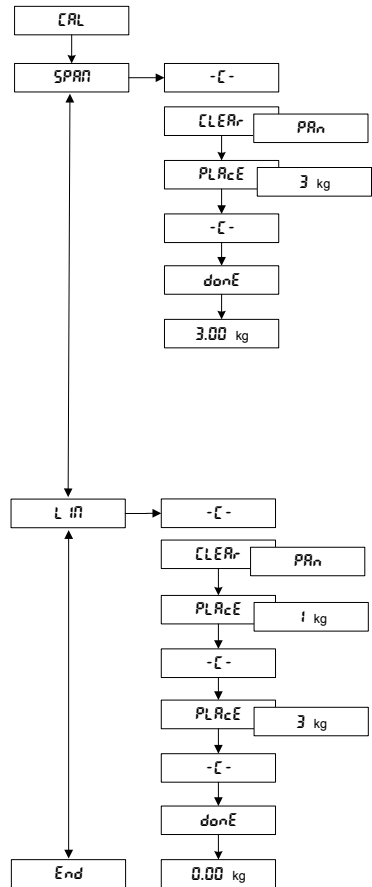 CAL
SPAN -C-
CLEAr PAn
PLAcE 3 kg
-C-
donE
3.00 kg
LIN -C-
CLEAr PAn
PLAcE 1 kg
-C-
PLAcE 3 kg
-C-
donE
End 0.00 kg